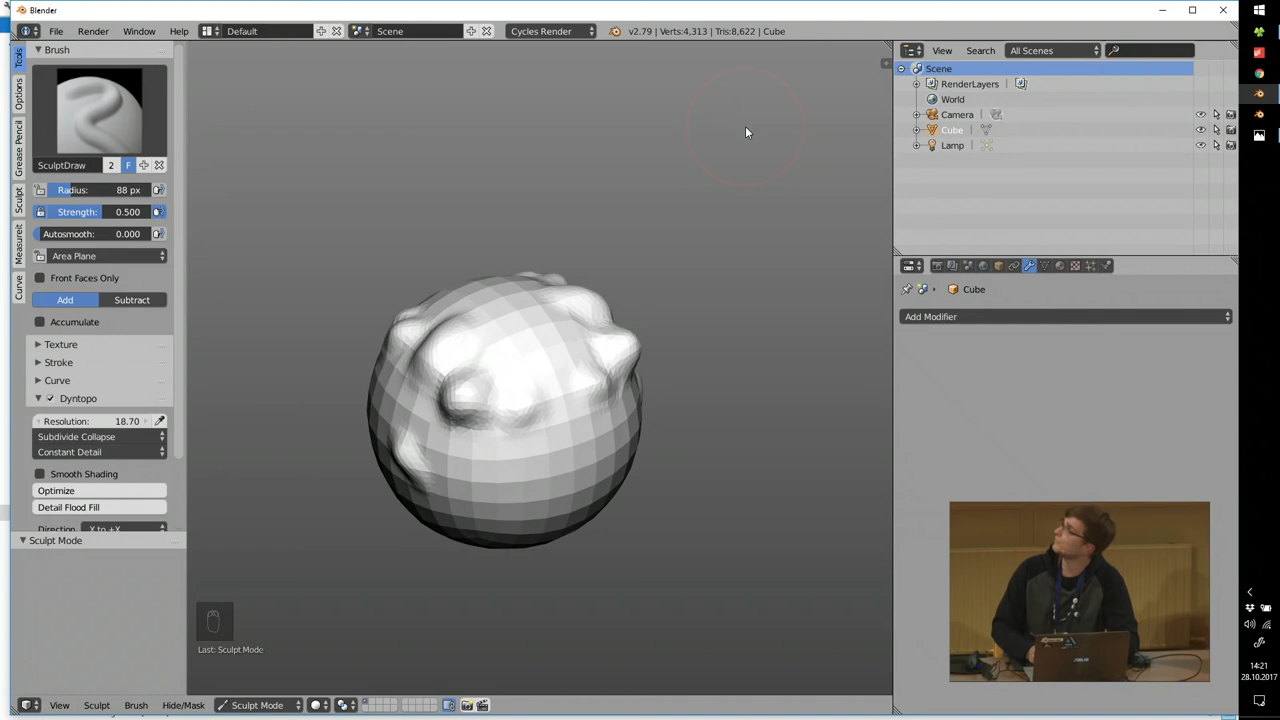 Blender
File Render Window Help Default Scene Cycles Render v2.79 | Verts:4,313 | Tris:8,622 | Cube
Brush
Tools
Options
Grease Pencil
Sculpt
Measureit
Curve
SculptDraw 2 F
Radius: 88 px
Strength: 0.500
Autosmooth: 0.000
Area Plane
Front Faces Only
Add Subtract
Accumulate
Texture
Stroke
Curve
Dyntopo
Resolution: 18.70
Subdivide Collapse
Constant Detail
Smooth Shading
Optimize
Detail Flood Fill
Direction X to +X
Sculpt Mode
Last: Sculpt Mode
View Sculpt Brush Hide/Mask Sculpt Mode
View Search All Scenes
Scene
RenderLayers
World
Camera
Cube
Lamp
Cube
Add Modifier
ASUS
14:21
28.10.2017